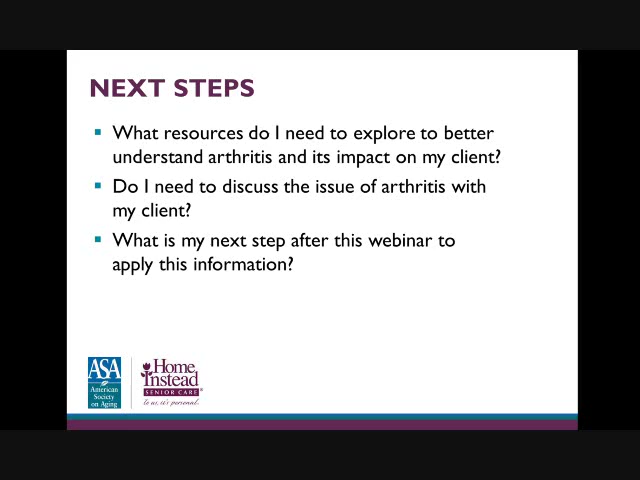 NEXT STEPS
What resources do I need to explore to better
understand arthritis and its impact on my client?
Do I need to discuss the issue of arthritis with
my client?
What is my next step after this webinar to
apply this information?
ASA
American
Society
on Aging
Home
Instead
SENIOR CARE
to us, it's personal.